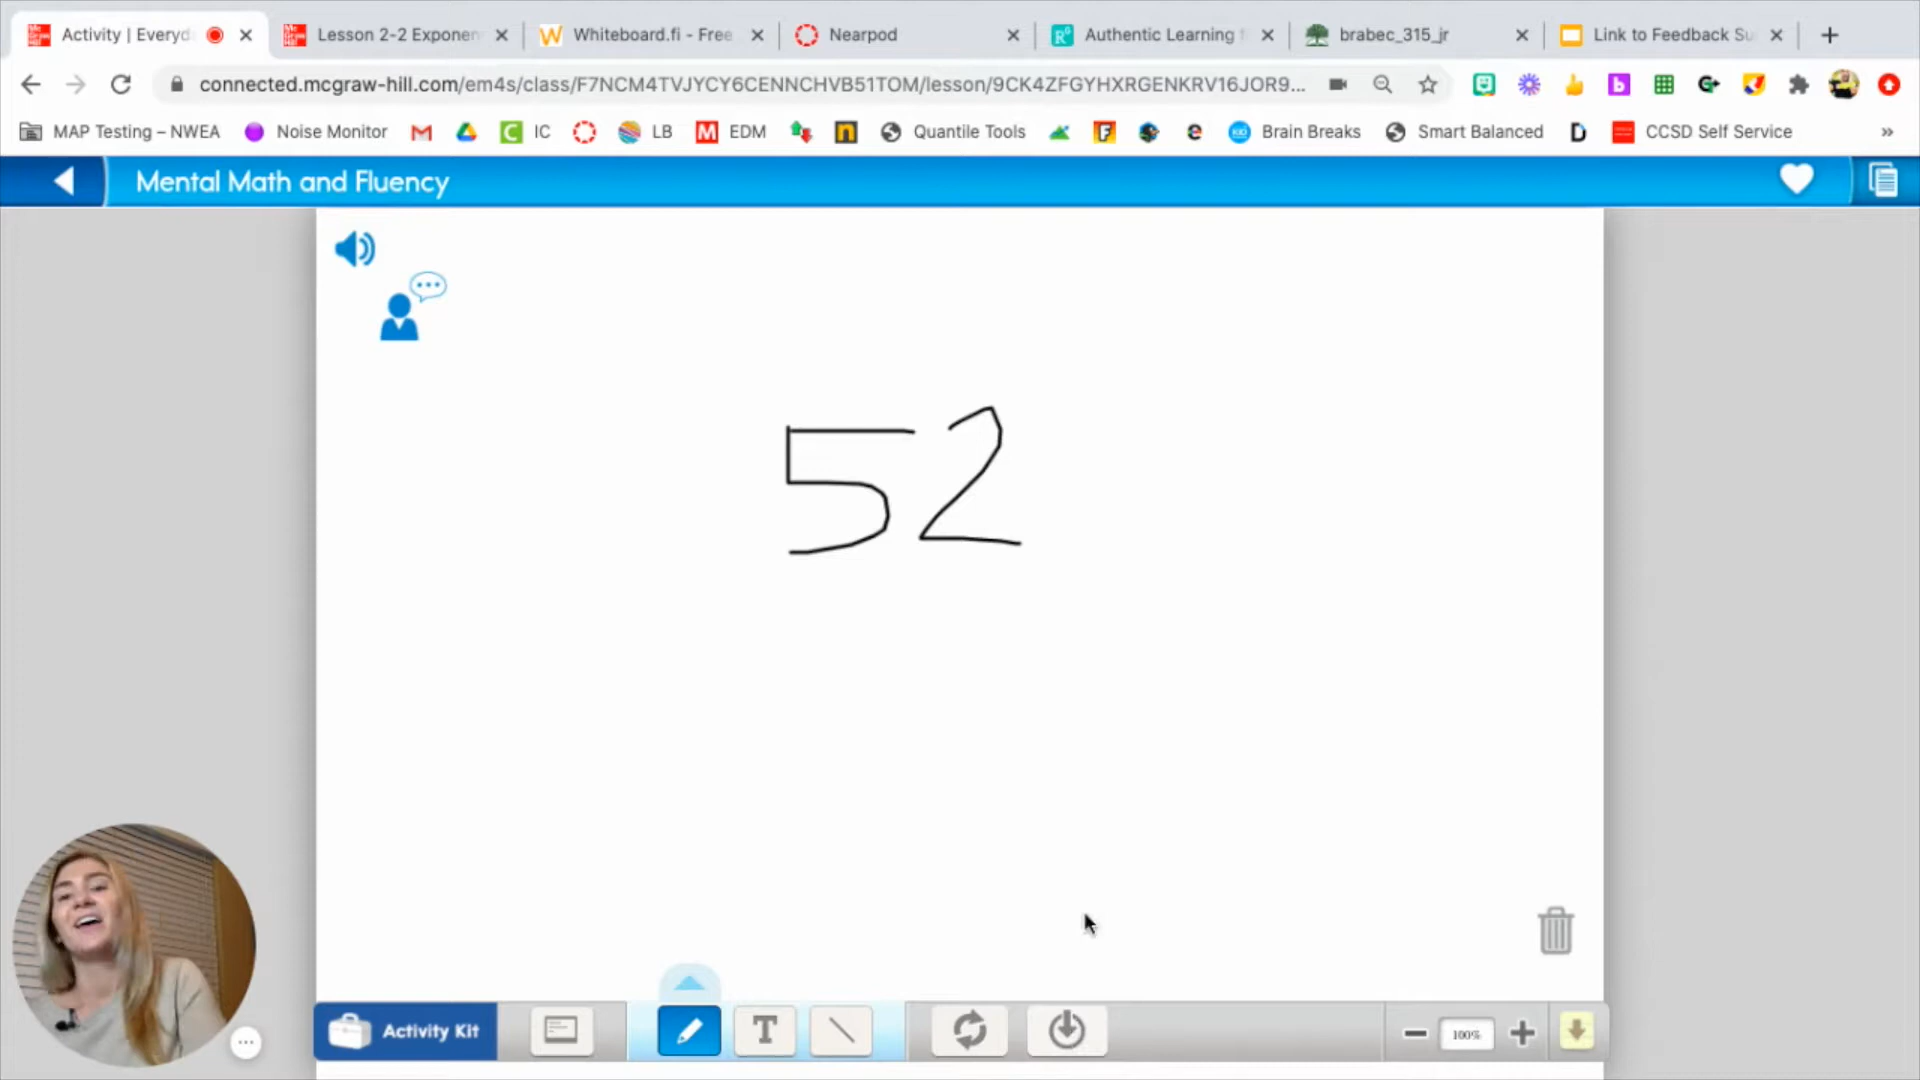 Activity | Everyd
Lesson 2-2 Exponen
Whiteboard.fi - Free
Nearpod
Authentic Learning f
brabec_315_jr
Link to Feedback Su
connected.mcgraw-hill.com/em4s/class/F7NCM4TVJYCY6CENNCHVB51TOM/lesson/9CK4ZFGYHXRGENKRV16JOR9...
MAP Testing – NWEA
Noise Monitor
IC
LB
EDM
Quantile Tools
Brain Breaks
Smart Balanced
CCSD Self Service
Mental Math and Fluency
52
Activity Kit
T
100%